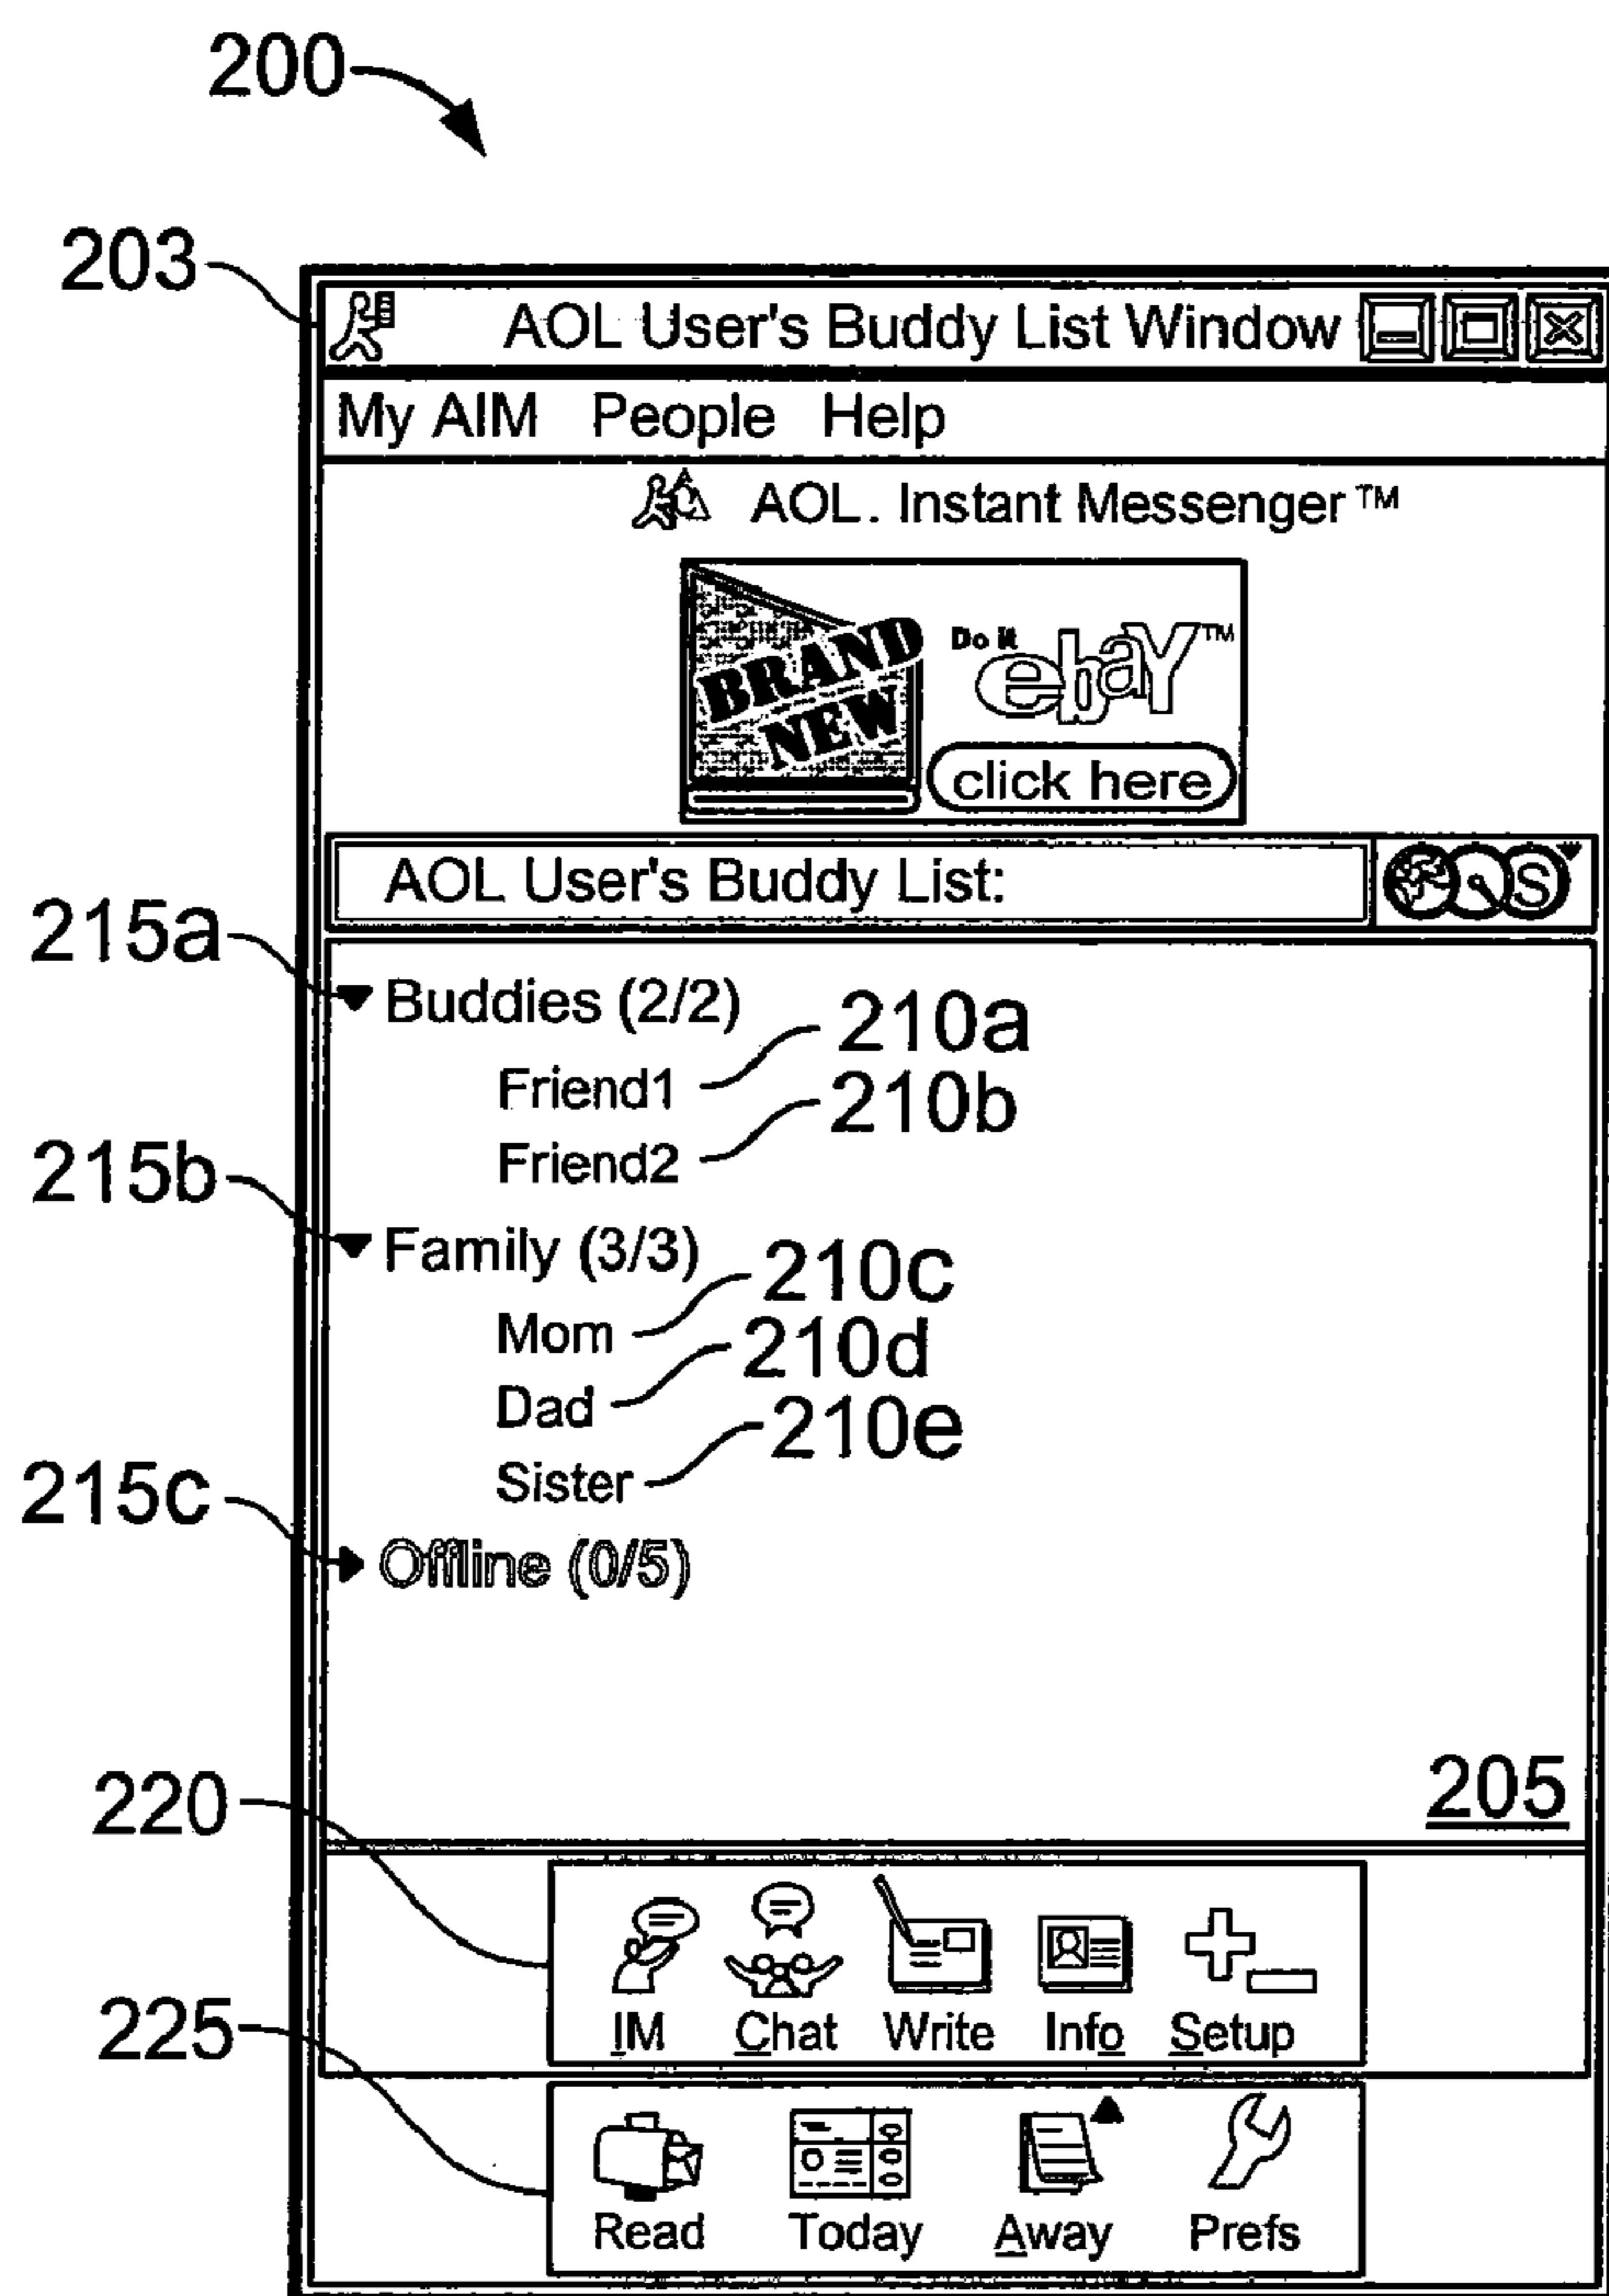 200
203
AOL User's Buddy List Window
My AIM People Help
AOL. Instant Messenger™
BRAND
NEW
Do it
ebaY™
click here
AOL User's Buddy List:
S
215a
Buddies (2/2)
210a
Friend1
210b
Friend2
215b
Family (3/3)
210c
Mom
210d
Dad
210e
Sister
215c
Offline (0/5)
205
220
IM Chat Write Info Setup
225
Read Today Away Prefs